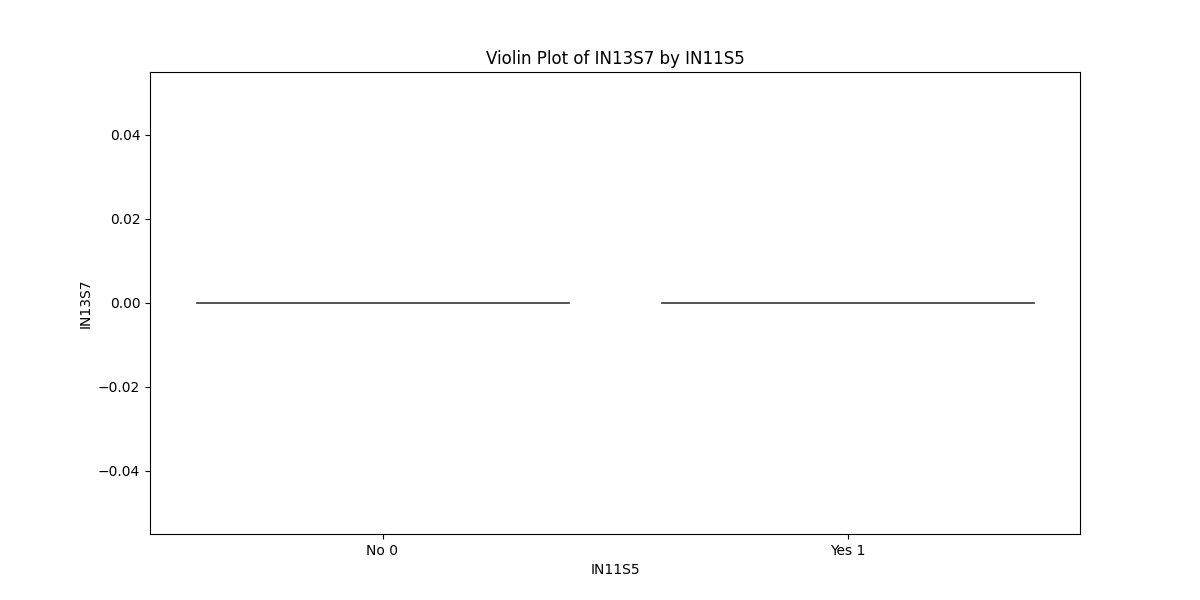 Violin Plot of IN13S7 by IN11S5
0.04
0.02
0.00
−0.02
−0.04
IN13S7
No 0
Yes 1
IN11S5